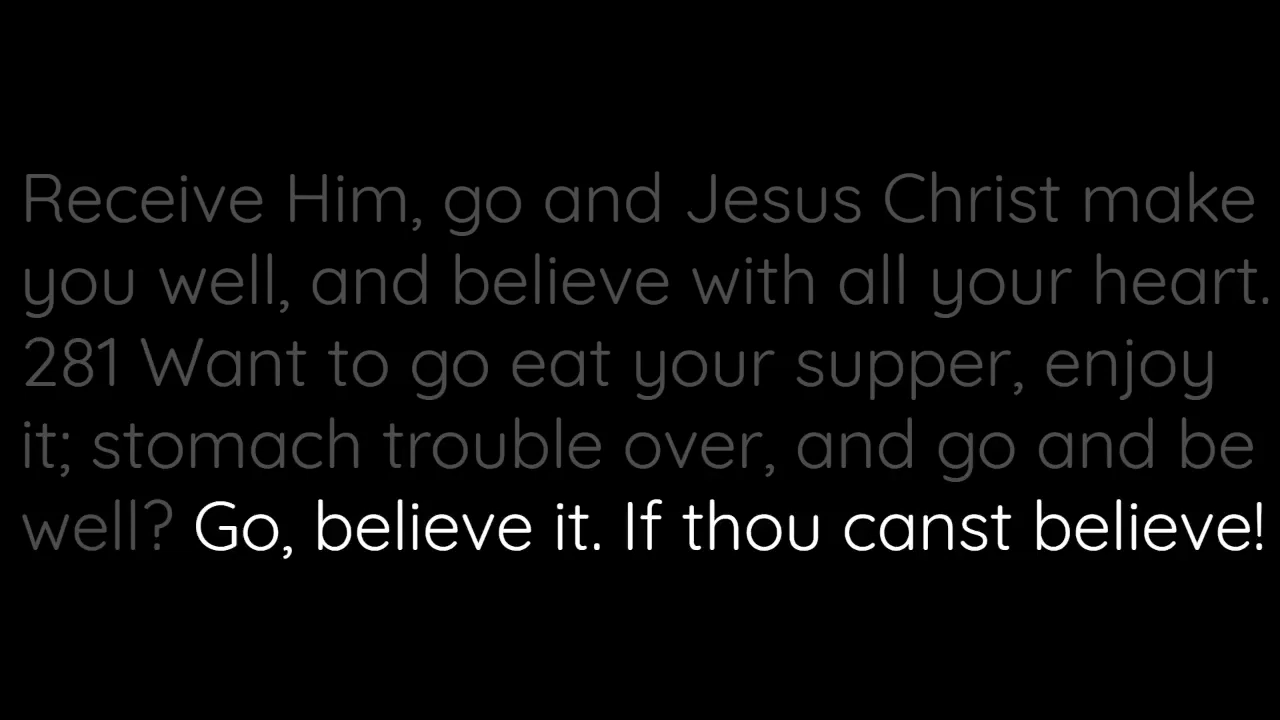 Receive Him, go and Jesus Christ make
you well, and believe with all your heart.
281 Want to go eat your supper, enjoy
it; stomach trouble over, and go and be
well? Go, believe it. If thou canst believe!